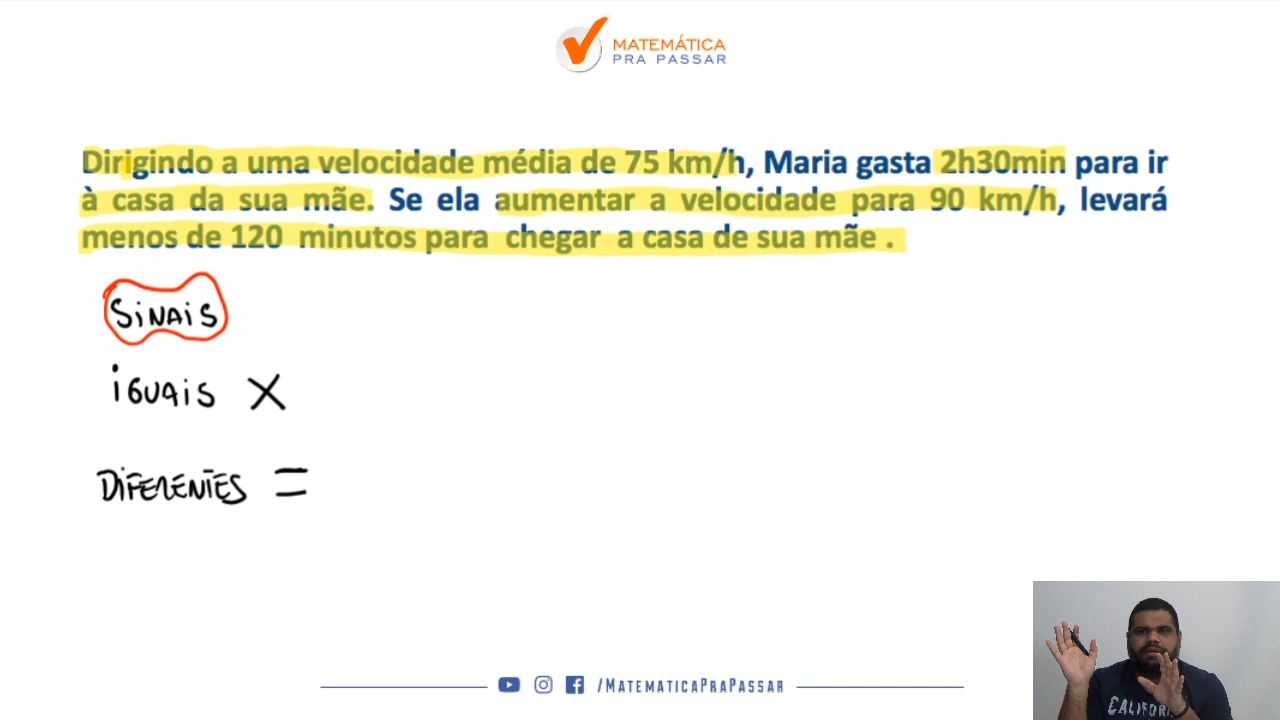 MATEMÁTICA
PRA PASSAR
Dirigindo a uma velocidade média de 75 km/h, Maria gasta 2h30min para ir
à casa da sua mãe. Se ela aumentar a velocidade para 90 km/h, levará
menos de 120 minutos para chegar a casa de sua mãe .
SiNAiS
iGUAiS X
DiFERENTES =
/MATEMATICAPRAPASSAR